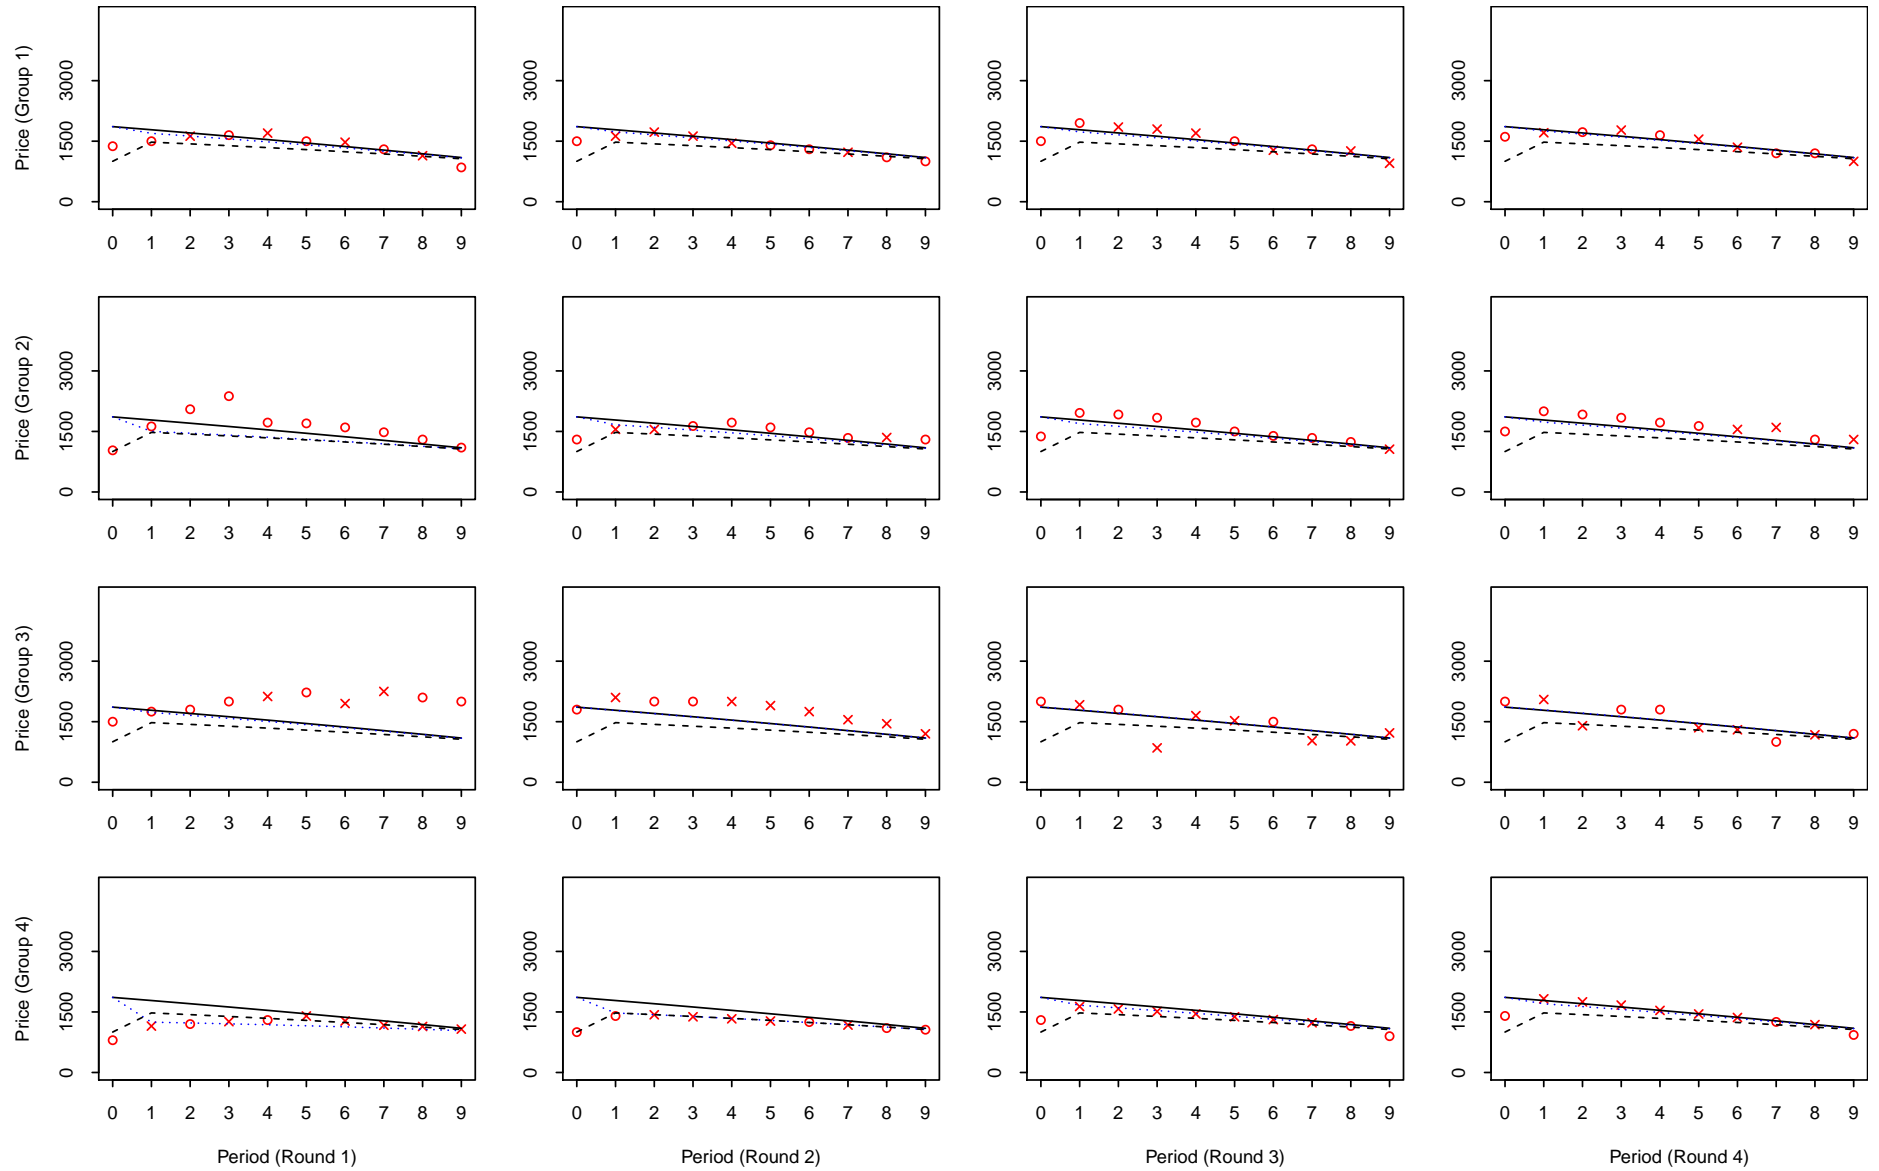 Price (Group 1)
0 1500 3000
0 1500 3000
0 1500 3000
0 1500 3000
0 1 2 3 4 5 6 7 8 9
0 1 2 3 4 5 6 7 8 9
0 1 2 3 4 5 6 7 8 9
0 1 2 3 4 5 6 7 8 9
Price (Group 2)
0 1500 3000
0 1500 3000
0 1500 3000
0 1500 3000
0 1 2 3 4 5 6 7 8 9
0 1 2 3 4 5 6 7 8 9
0 1 2 3 4 5 6 7 8 9
0 1 2 3 4 5 6 7 8 9
Price (Group 3)
0 1500 3000
0 1500 3000
0 1500 3000
0 1500 3000
0 1 2 3 4 5 6 7 8 9
0 1 2 3 4 5 6 7 8 9
0 1 2 3 4 5 6 7 8 9
0 1 2 3 4 5 6 7 8 9
Price (Group 4)
0 1500 3000
0 1500 3000
0 1500 3000
0 1500 3000
0 1 2 3 4 5 6 7 8 9
0 1 2 3 4 5 6 7 8 9
0 1 2 3 4 5 6 7 8 9
0 1 2 3 4 5 6 7 8 9
Period (Round 1)
Period (Round 2)
Period (Round 3)
Period (Round 4)